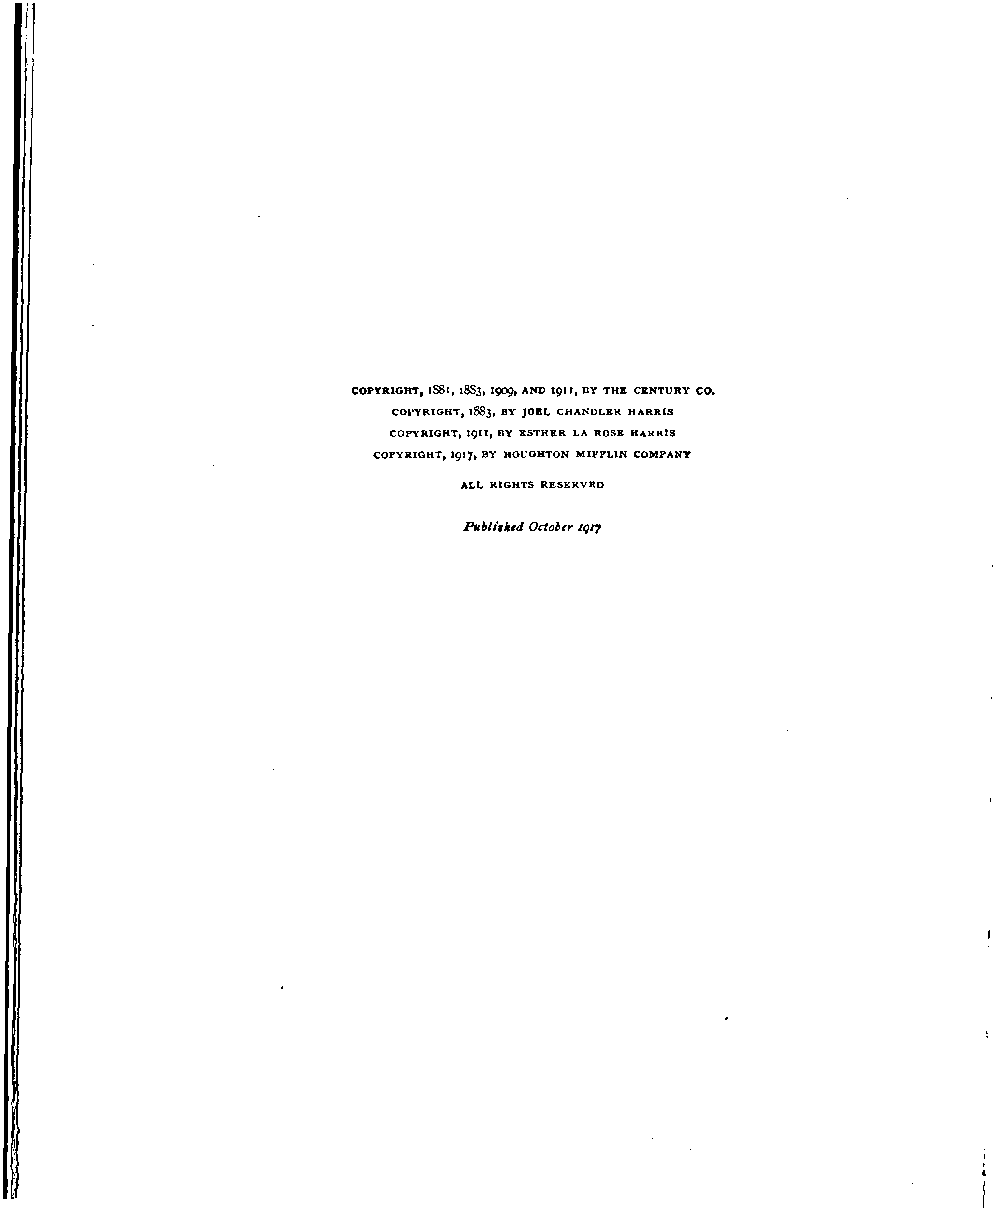 COPYRIGHT, 1881, 1883, 1909, AND 1911, BY THE CENTURY CO.
COPYRIGHT, 1883, BY JOEL CHANDLER HARRIS
COPYRIGHT, 1911, BY ESTHER LA ROSE HARRIS
COPYRIGHT, 1917, BY HOUGHTON MIFFLIN COMPANY
ALL RIGHTS RESERVED
Published October 1917